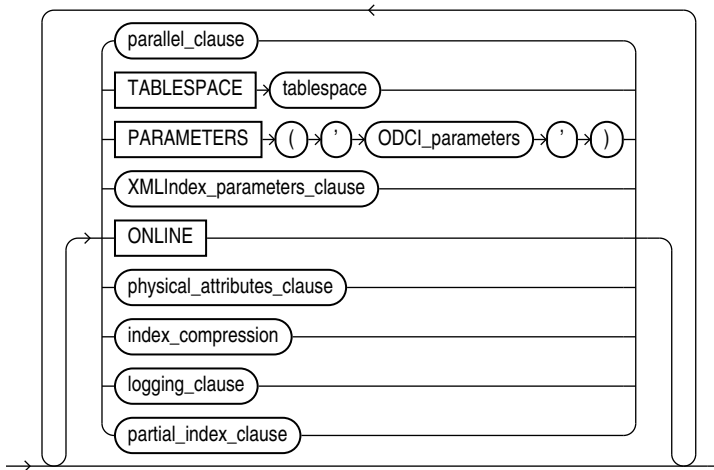 parallel_clause
TABLESPACE tablespace
PARAMETERS ( ' ODCI_parameters ' )
XMLIndex_parameters_clause
ONLINE
physical_attributes_clause
index_compression
logging_clause
partial_index_clause